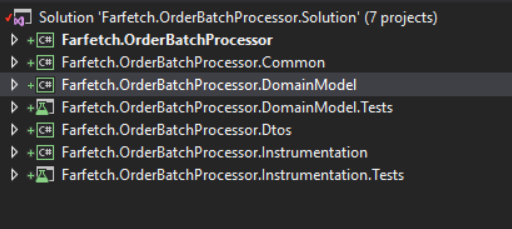 Solution 'Farfetch.OrderBatchProcessor.Solution' (7 projects)
C# Farfetch.OrderBatchProcessor
C# Farfetch.OrderBatchProcessor.Common
C# Farfetch.OrderBatchProcessor.DomainModel
Farfetch.OrderBatchProcessor.DomainModel.Tests
C# Farfetch.OrderBatchProcessor.Dtos
C# Farfetch.OrderBatchProcessor.Instrumentation
Farfetch.OrderBatchProcessor.Instrumentation.Tests